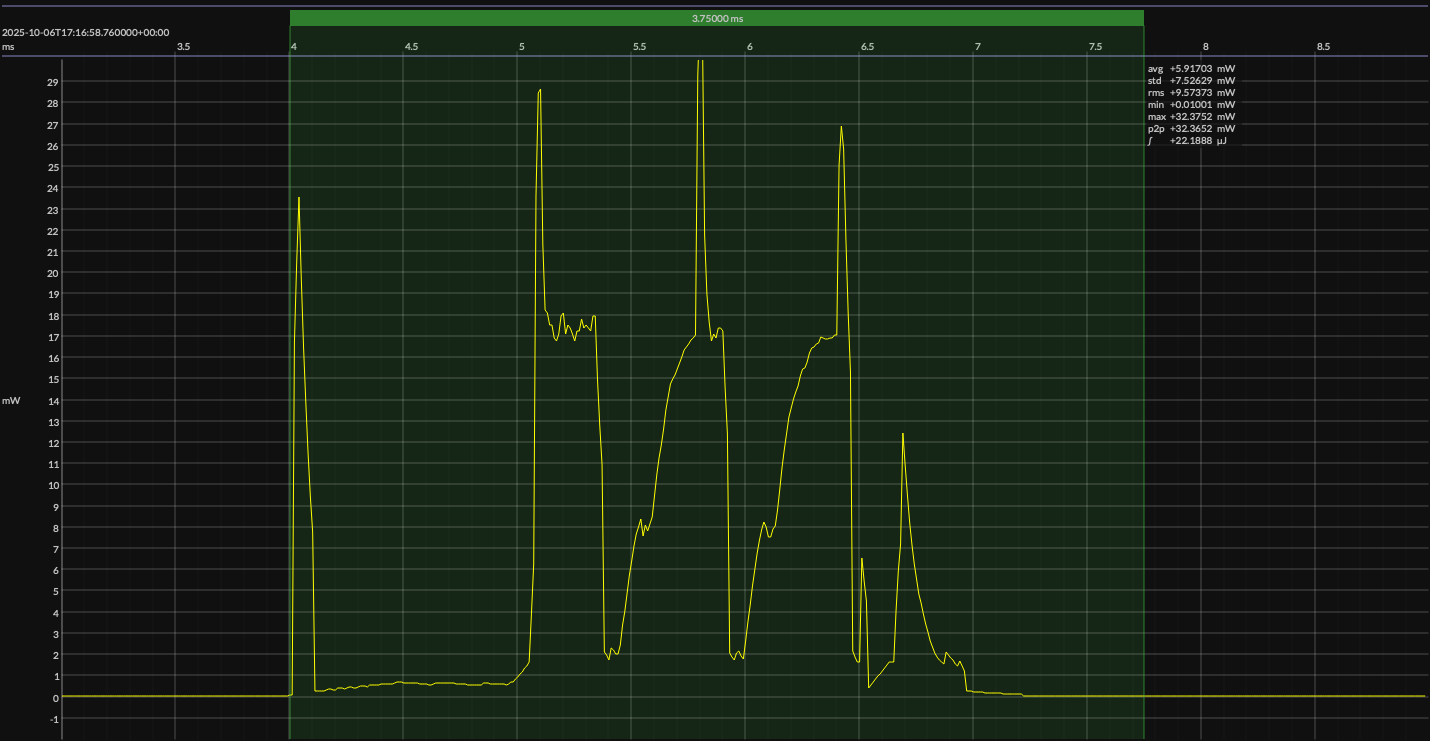 3.75000 ms
2025-10-06T17:16:58.760000+00:00
ms 3.5 4 4.5 5 5.5 6 6.5 7 7.5 8 8.5
avg +5.91703 mW
std +7.52629 mW
rms +9.57373 mW
min +0.01001 mW
max +32.3752 mW
p2p +32.3652 mW
∫ +22.1888 µJ
29
28
27
26
25
24
23
22
21
20
19
18
17
16
15
mW 14
13
12
11
10
9
8
7
6
5
4
3
2
1
0
-1